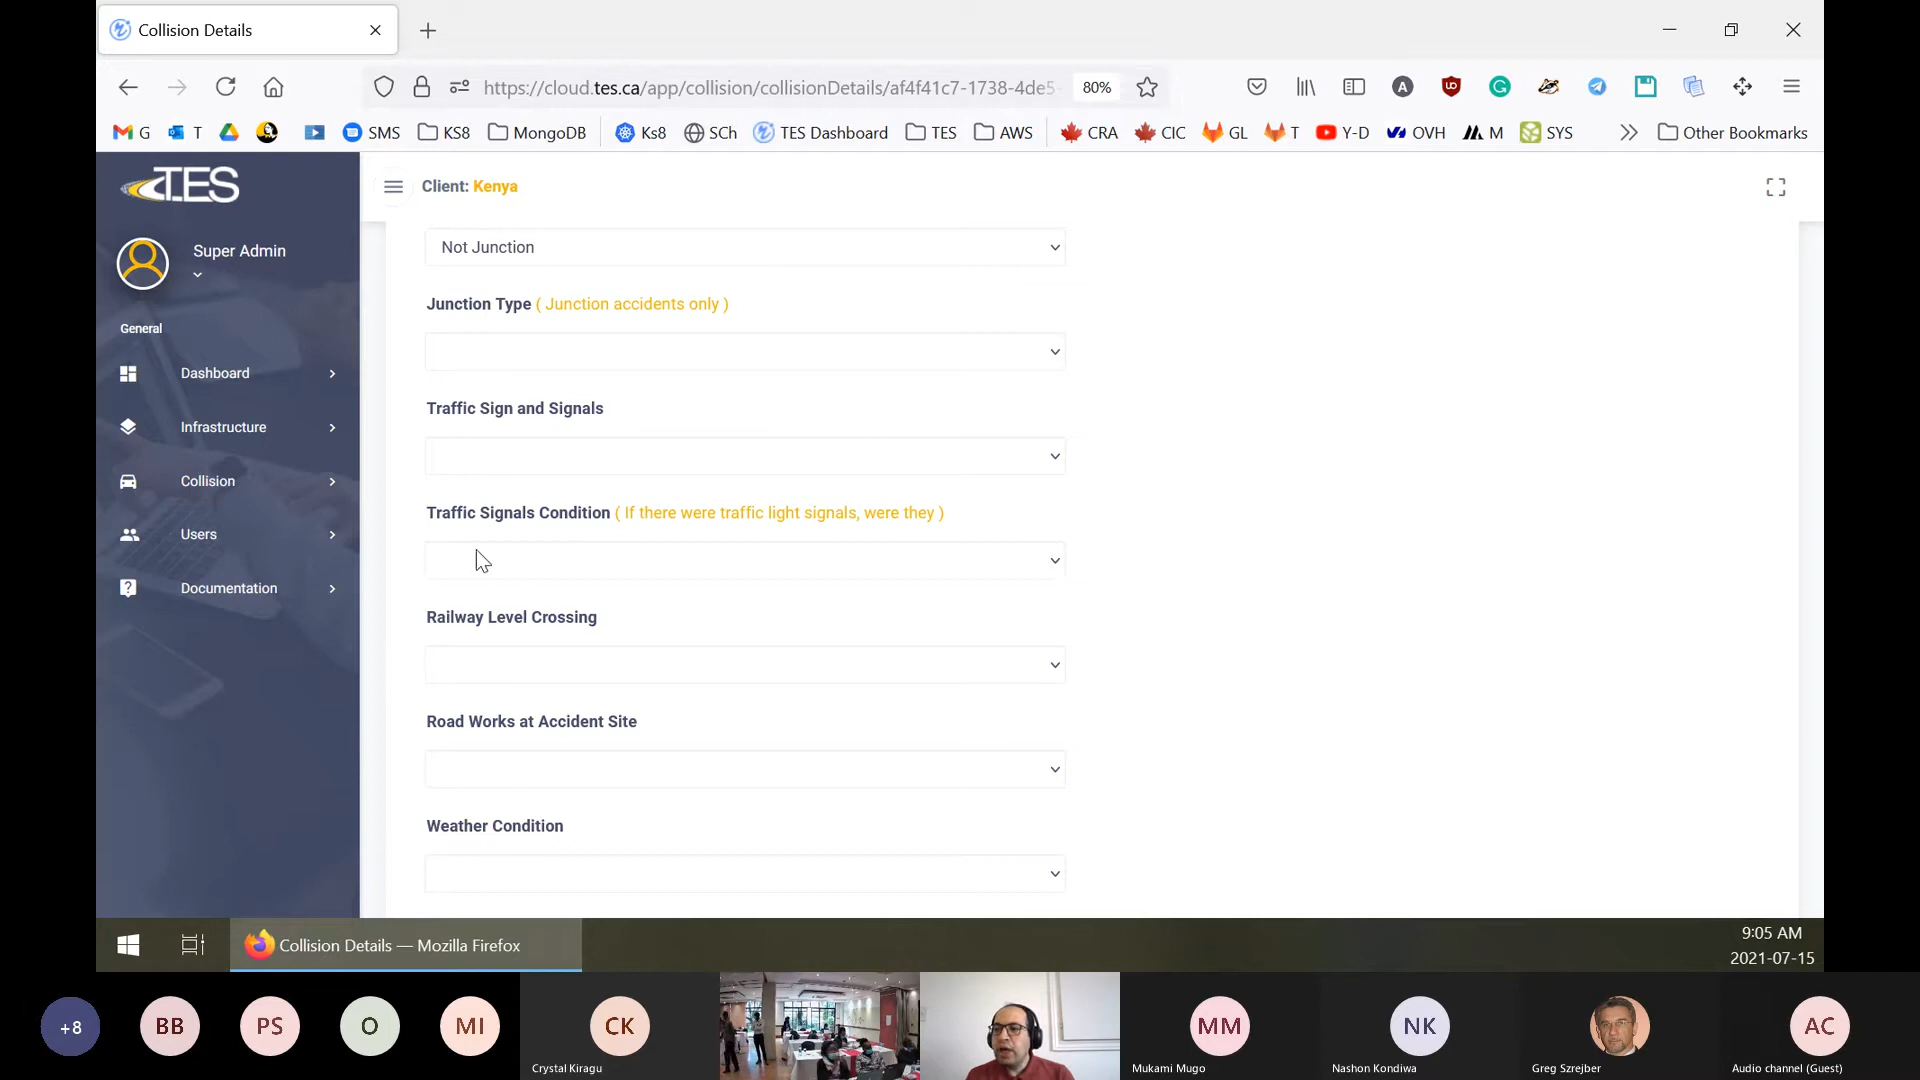 Collision Details
https://cloud.tes.ca/app/collision/collisionDetails/af4f41c7-1738-4de5-
80%
A
G
T
SMS
KS8
MongoDB
Ks8
SCh
TES Dashboard
TES
AWS
CRA
CIC
GL
T
Y-D
OVH
M
SYS
Other Bookmarks
TES
Client: Kenya
Super Admin
General
Dashboard
Infrastructure
Collision
Users
Documentation
Not Junction
Junction Type ( Junction accidents only )
Traffic Sign and Signals
Traffic Signals Condition ( If there were traffic light signals, were they )
Railway Level Crossing
Road Works at Accident Site
Weather Condition
Collision Details — Mozilla Firefox
9:05 AM
2021-07-15
+8
BB
PS
O
MI
CK
Crystal Kiragu
MM
Mukami Mugo
NK
Nashon Kondiwa
Greg Szrejber
AC
Audio channel (Guest)